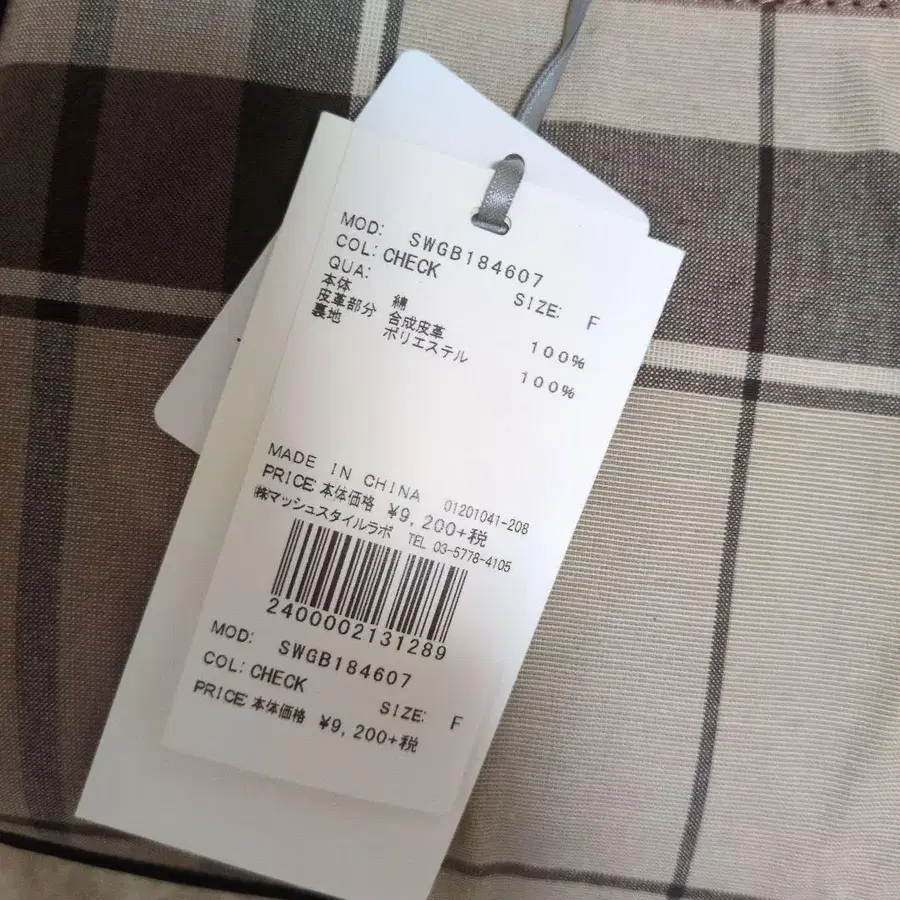 MOD: SWGB184607
COL: CHECK SIZE: F
QUA:
本体 綿 100%
皮革部分 合成皮革
裏地 ポリエステル 100%
MADE IN CHINA 01201041-208
PRICE: 本体価格 ¥9,200+税
㈱マッシュスタイルラボ TEL 03-5778-4105
2400002131289
MOD: SWGB184607
COL: CHECK SIZE: F
PRICE: 本体価格 ¥9,200+税